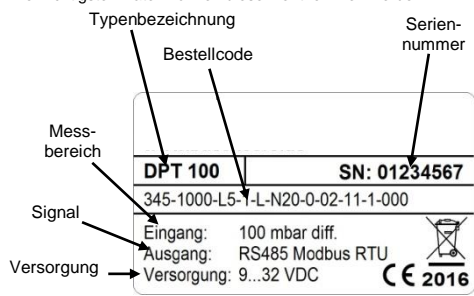 Typenbezeichnung
Serien-
nummer
Bestellcode
Mess-
bereich
DPT 100 SN: 01234567
345-1000-L5-1-L-N20-0-02-11-1-000
Signal
Eingang: 100 mbar diff.
Ausgang: RS485 Modbus RTU
Versorgung
Versorgung: 9...32 VDC
CE 2016